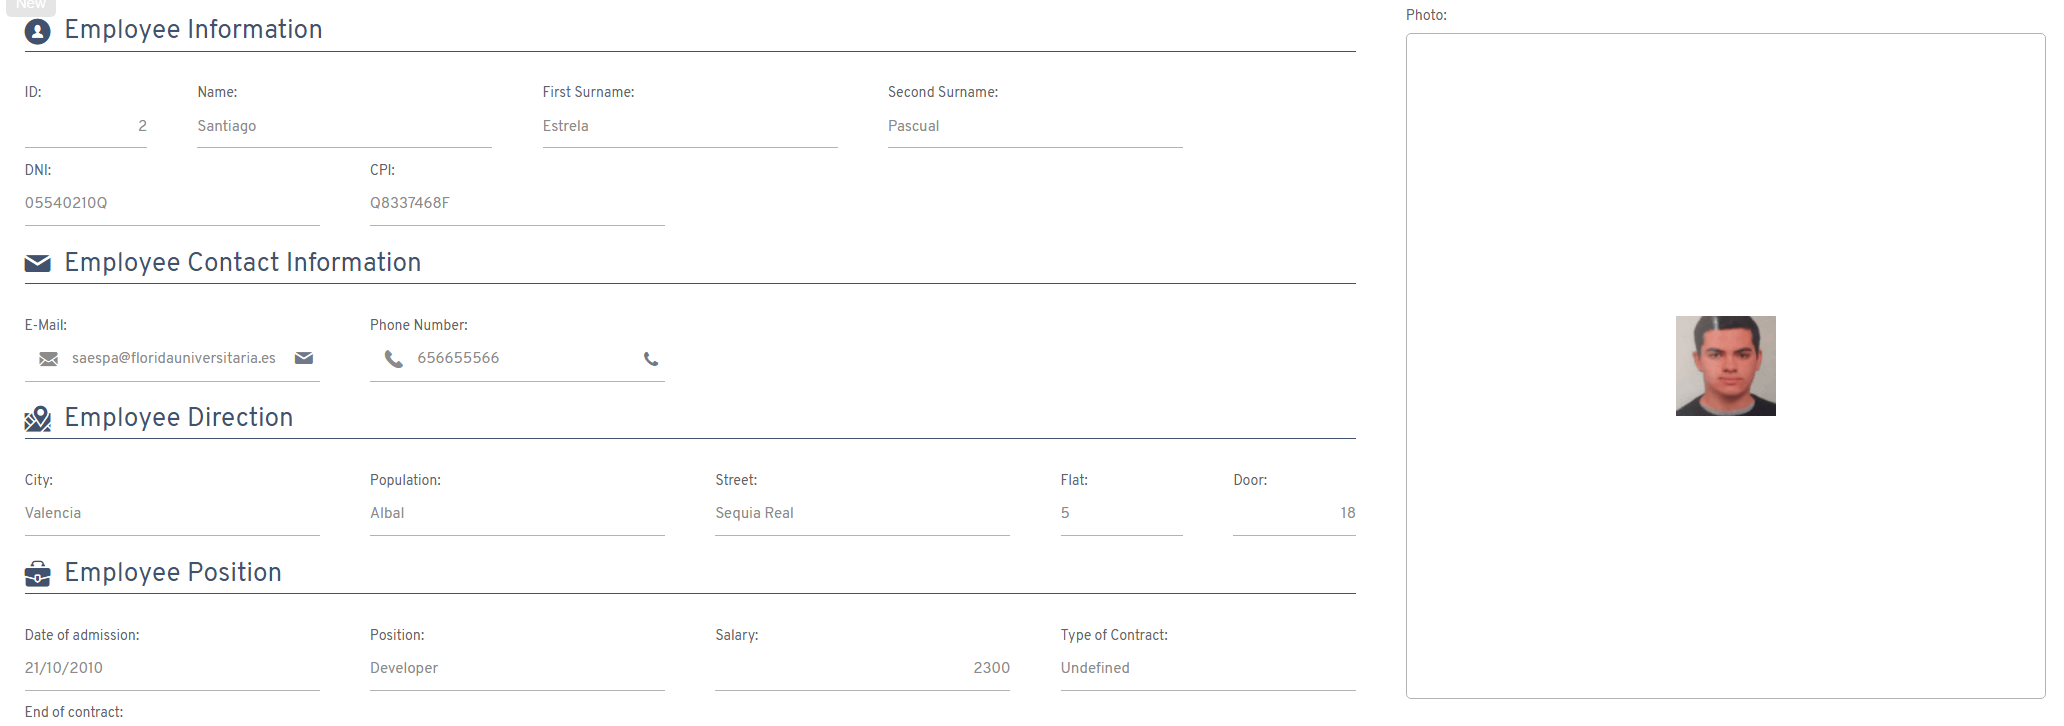 New
Employee Information
Photo:
ID: Name: First Surname: Second Surname:
2 Santiago Estrela Pascual
DNI: CPI:
05540210Q Q8337468F
Employee Contact Information
E-Mail: Phone Number:
saespa@floridauniversitaria.es 656655566
Employee Direction
City: Population: Street: Flat: Door:
Valencia Albal Sequia Real 5 18
Employee Position
Date of admission: Position: Salary: Type of Contract:
21/10/2010 Developer 2300 Undefined
End of contract: